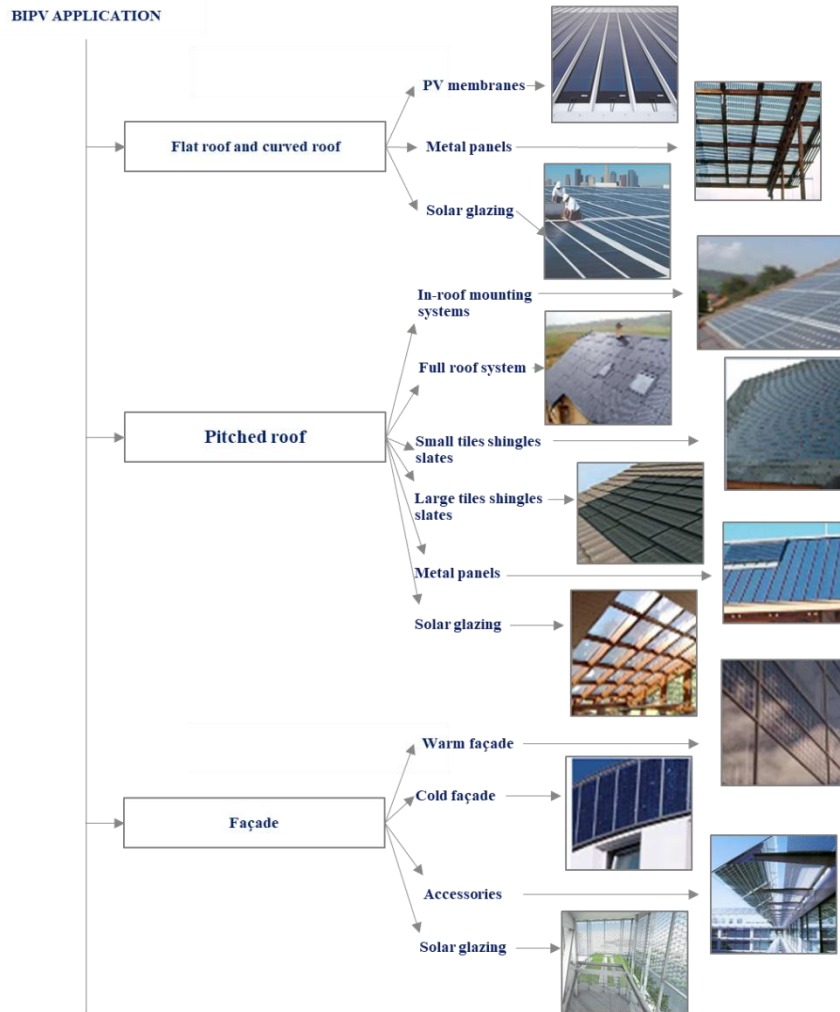 BIPV APPLICATION
PV membranes
Flat roof and curved roof
Metal panels
Solar glazing
In-roof mounting
systems
Full roof system
Pitched roof
Small tiles shingles
slates
Large tiles shingles
slates
Metal panels
Solar glazing
Warm façade
Cold façade
Façade
Accessories
Solar glazing